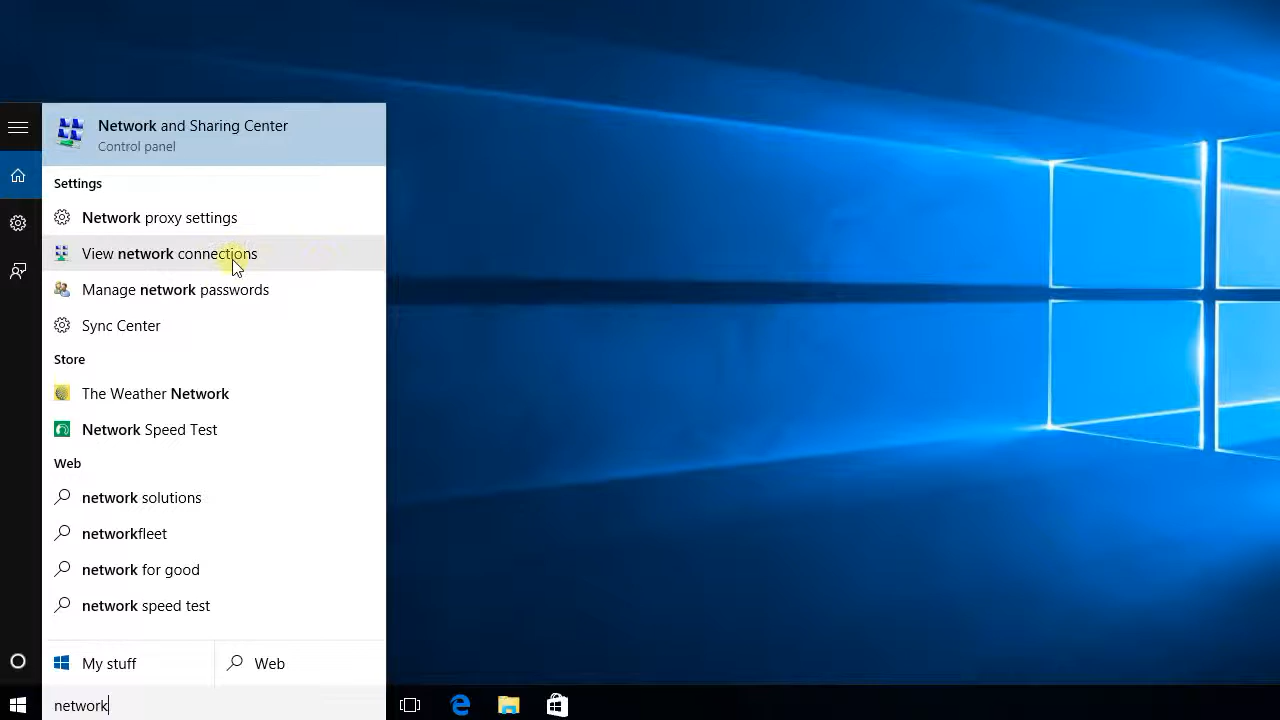 Network and Sharing Center
Control panel
Settings
Network proxy settings
View network connections
Manage network passwords
Sync Center
Store
The Weather Network
Network Speed Test
Web
network solutions
networkfleet
network for good
network speed test
My stuff
Web
network